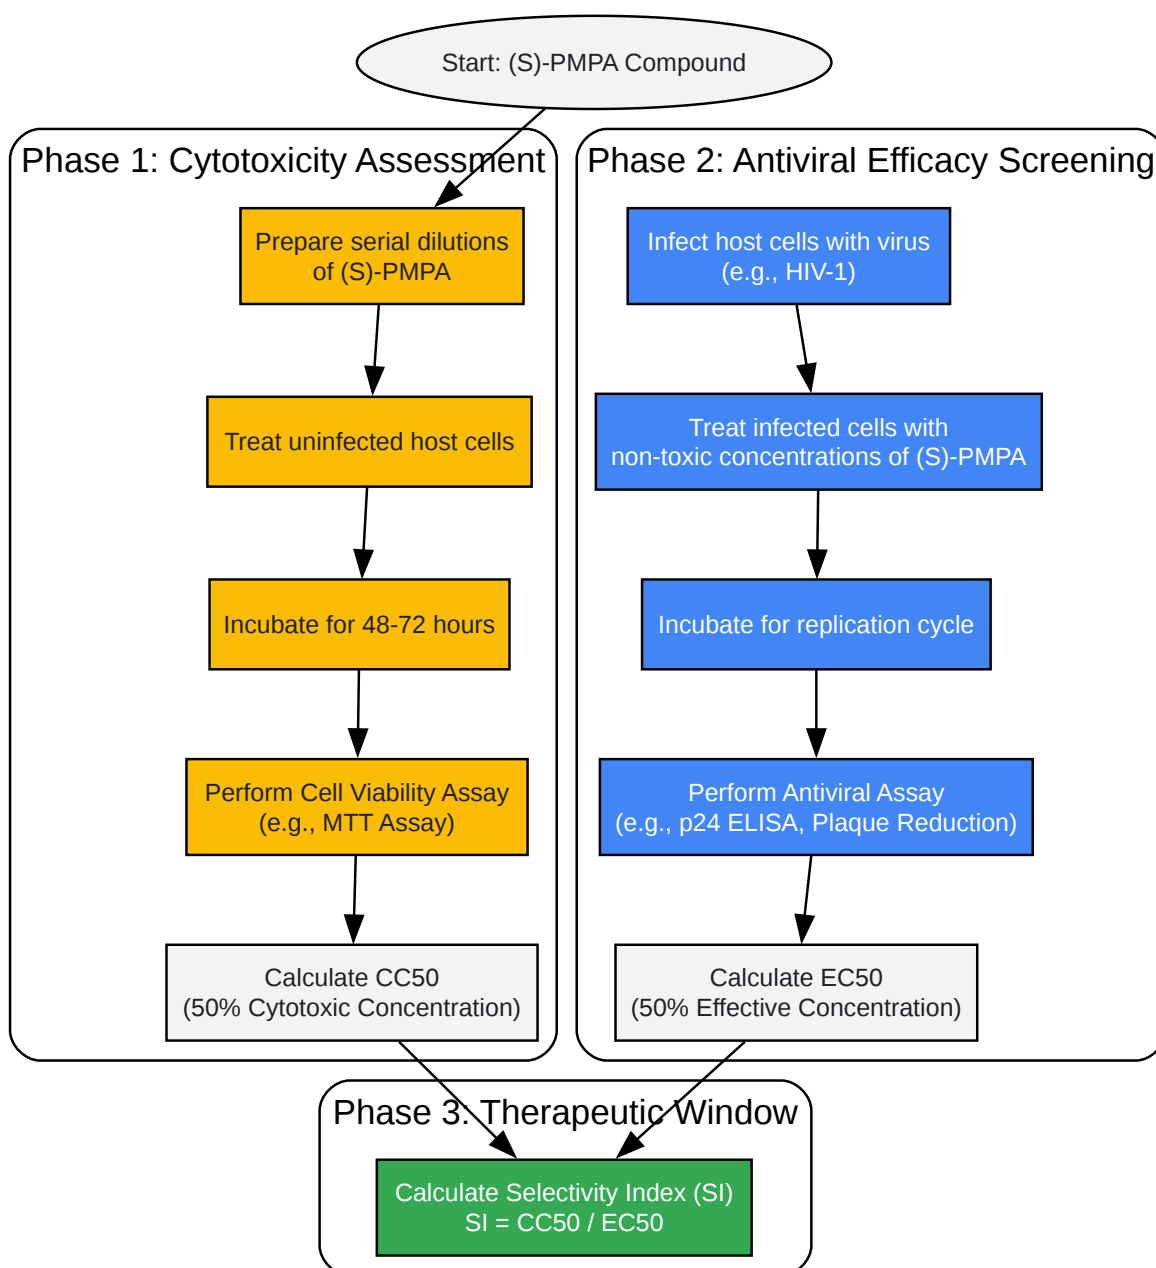 Start: (S)-PMPA Compound
Phase 1: Cytotoxicity Assessment
Prepare serial dilutions
of (S)-PMPA
Treat uninfected host cells
Incubate for 48-72 hours
Perform Cell Viability Assay
(e.g., MTT Assay)
Calculate CC50
(50% Cytotoxic Concentration)
Phase 2: Antiviral Efficacy Screening
Infect host cells with virus
(e.g., HIV-1)
Treat infected cells with
non-toxic concentrations of (S)-PMPA
Incubate for replication cycle
Perform Antiviral Assay
(e.g., p24 ELISA, Plaque Reduction)
Calculate EC50
(50% Effective Concentration)
Phase 3: Therapeutic Window
Calculate Selectivity Index (SI)
SI = CC50 / EC50